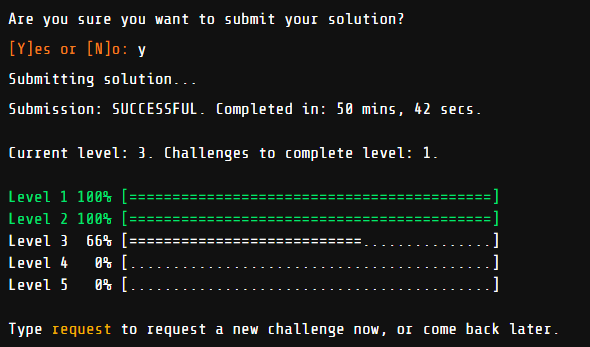 Are you sure you want to submit your solution?
[Y]es or [N]o: y
Submitting solution...
Submission: SUCCESSFUL. Completed in: 50 mins, 42 secs.
Current level: 3. Challenges to complete level: 1.
Level 1 100% [==========================================]
Level 2 100% [==========================================]
Level 3  66% [===========================...............]
Level 4   0% [..........................................]
Level 5   0% [..........................................]
Type request to request a new challenge now, or come back later.